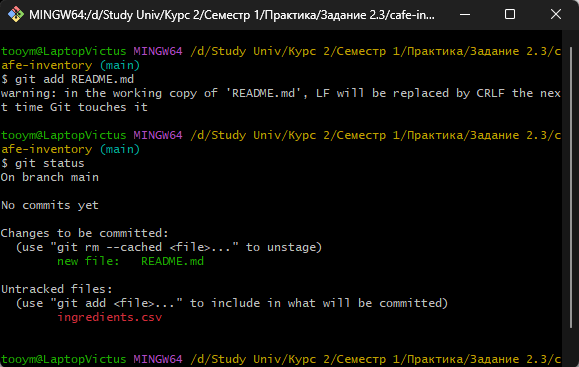 MINGW64:/d/Study Univ/Курс 2/Семестр 1/Практика/Задание 2.3/cafe-in...
tooym@LaptopVictus MINGW64 /d/Study Univ/Курс 2/Семестр 1/Практика/Задание 2.3/c
afe-inventory (main)
$ git add README.md
warning: in the working copy of 'README.md', LF will be replaced by CRLF the nex
t time Git touches it
tooym@LaptopVictus MINGW64 /d/Study Univ/Курс 2/Семестр 1/Практика/Задание 2.3/c
afe-inventory (main)
$ git status
On branch main
No commits yet
Changes to be committed:
  (use "git rm --cached <file>..." to unstage)
        new file:   README.md
Untracked files:
  (use "git add <file>..." to include in what will be committed)
        ingredients.csv
tooym@LaptopVictus MINGW64 /d/Study Univ/Курс 2/Семестр 1/Практика/Задание 2.3/c